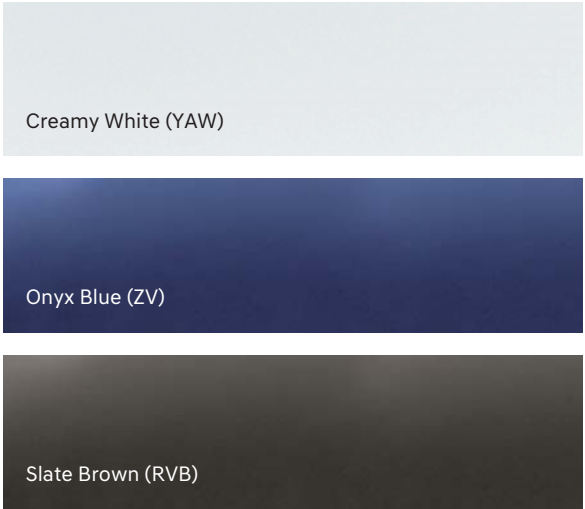 Creamy White (YAW)
Onyx Blue (ZV)
Slate Brown (RVB)